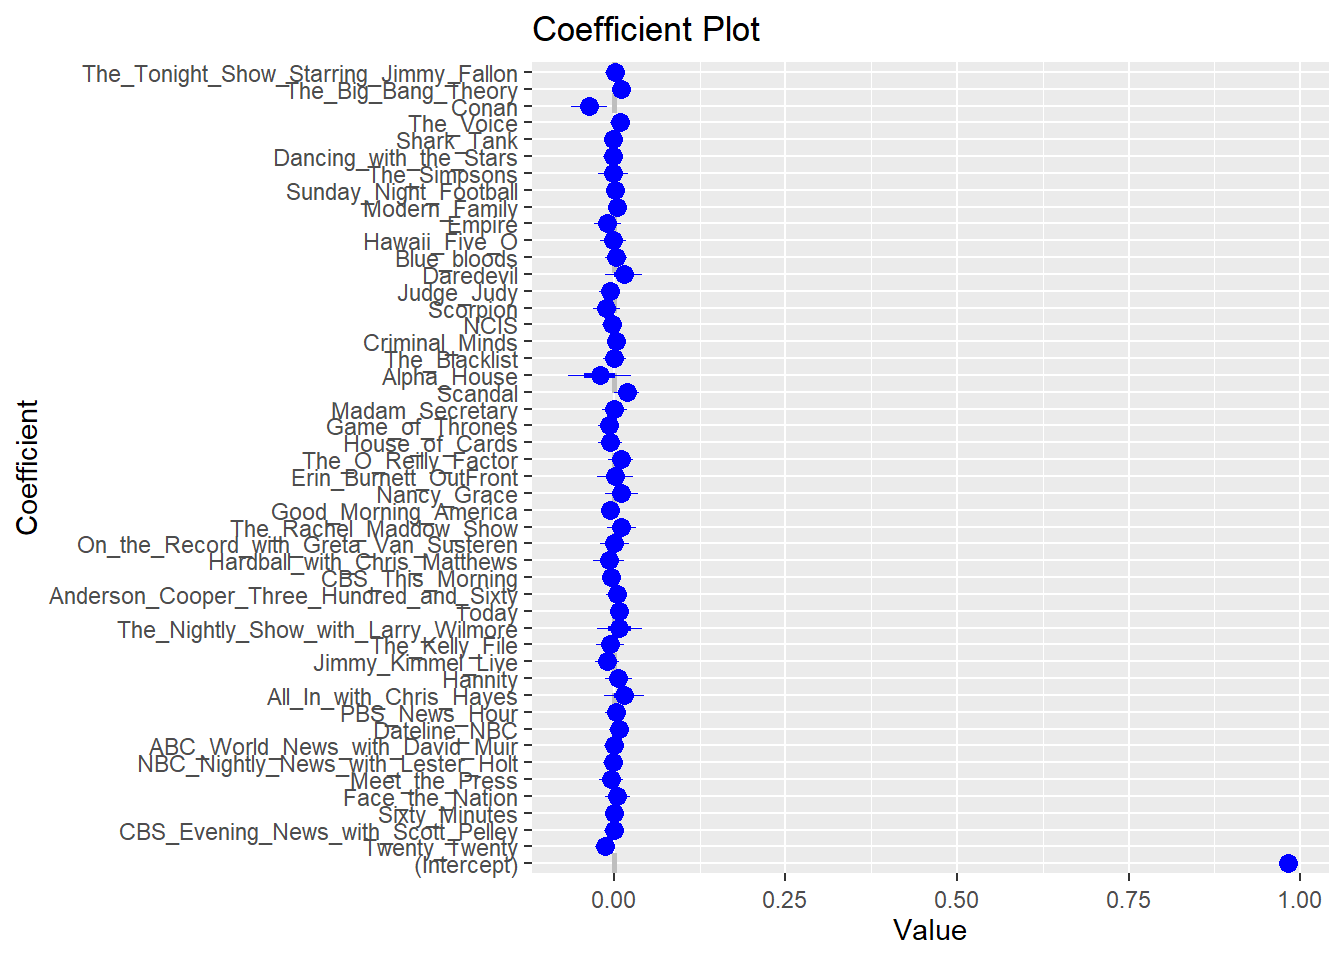 Coefficient Plot
The_Tonight_Show_Starring_Jimmy_Fallon
The_Big_Bang_Theory
Conan
The_Voice
Shark_Tank
Dancing_with_the_Stars
The_Simpsons
Sunday_Night_Football
Modern_Family
Empire
Hawaii_Five_O
Blue_bloods
Daredevil
Judge_Judy
Scorpion
NCIS
Criminal_Minds
The_Blacklist
Alpha_House
Scandal
Madam_Secretary
Game_of_Thrones
House_of_Cards
The_O_Reilly_Factor
Erin_Burnett_OutFront
Nancy_Grace
Good_Morning_America
The_Rachel_Maddow_Show
On_the_Record_with_Greta_Van_Susteren
Hardball_with_Chris_Matthews
CBS_This_Morning
Anderson_Cooper_Three_Hundred_and_Sixty
Today
The_Nightly_Show_with_Larry_Wilmore
The_Kelly_File
Jimmy_Kimmel_Live
Hannity
All_In_with_Chris_Hayes
PBS_News_Hour
Dateline_NBC
ABC_World_News_with_David_Muir
NBC_Nightly_News_with_Lester_Holt
Meet_the_Press
Face_the_Nation
Sixty_Minutes
CBS_Evening_News_with_Scott_Pelley
Twenty_Twenty
(Intercept)
Coefficient
0.00 0.25 0.50 0.75 1.00
Value